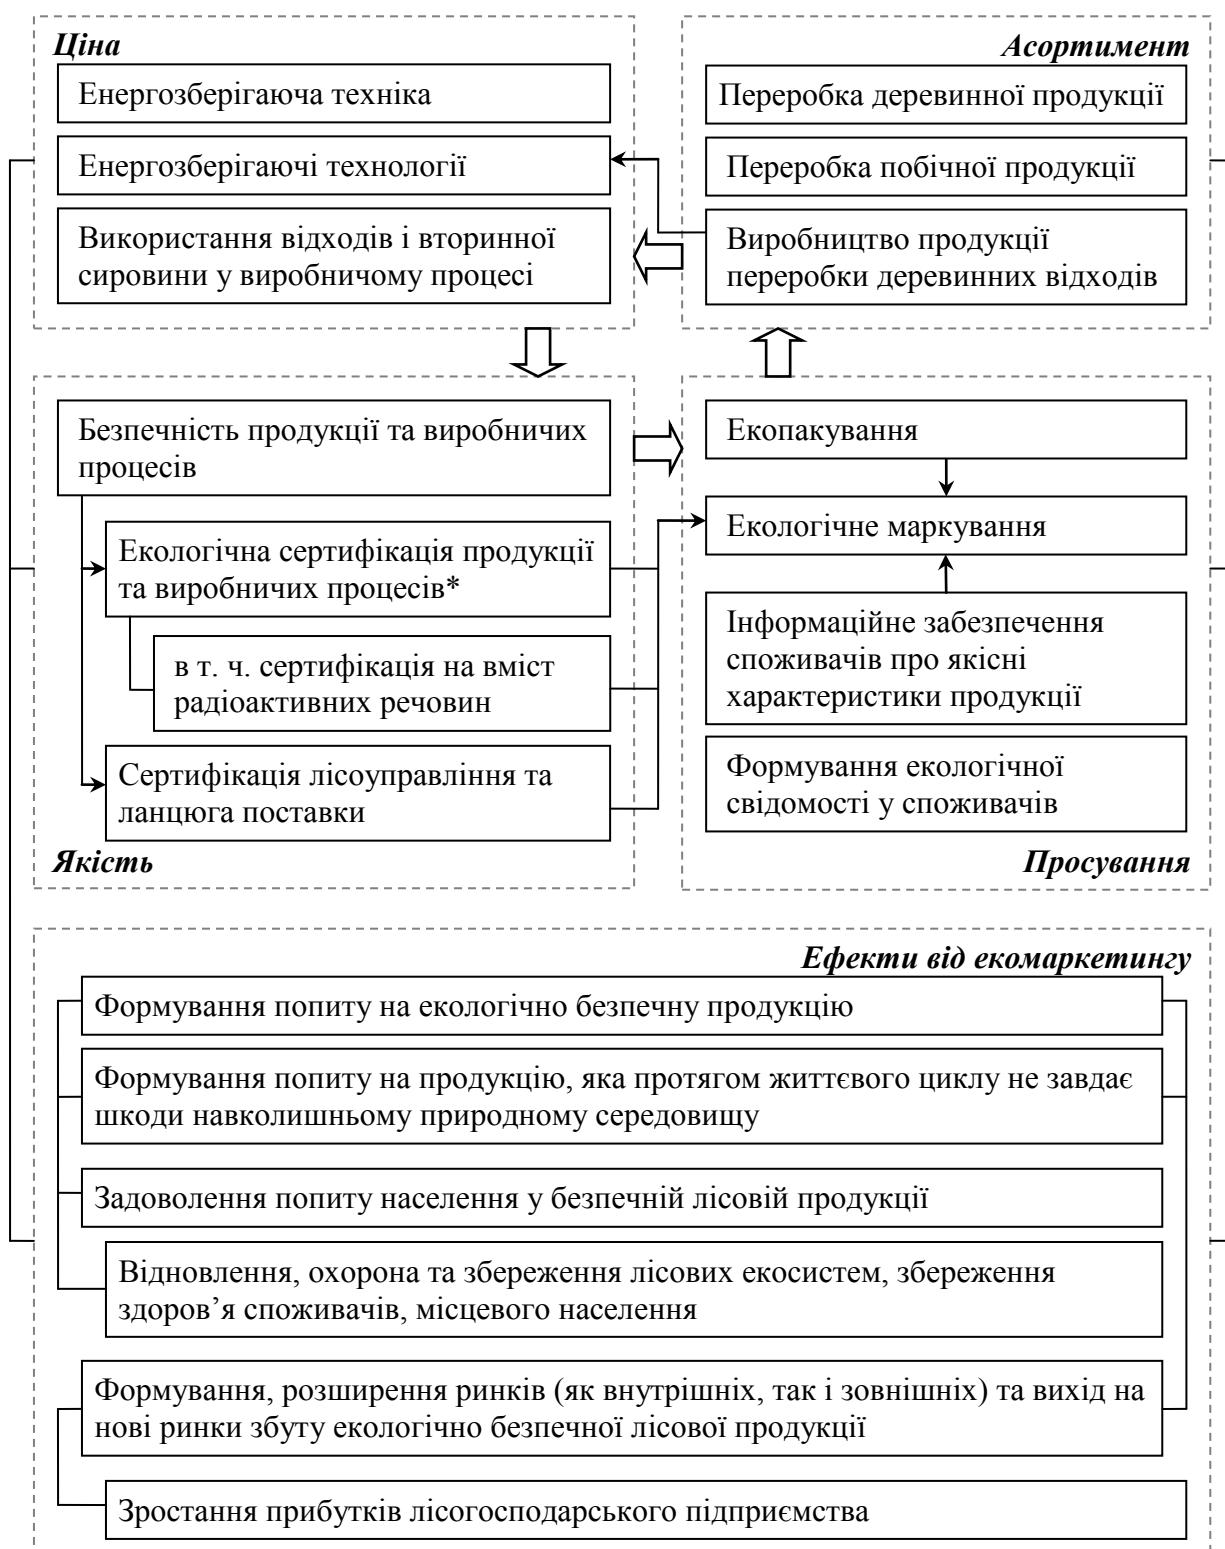 Ціна
Енергозберігаюча техніка
Енергозберігаючі технології
Використання відходів і вторинної
сировини у виробничому процесі
Асортимент
Переробка деревинної продукції
Переробка побічної продукції
Виробництво продукції
переробки деревинних відходів
Безпечність продукції та виробничих
процесів
Екологічна сертифікація продукції
та виробничих процесів*
в т. ч. сертифікація на вміст
радіоактивних речовин
Сертифікація лісоуправління та
ланцюга поставки
Якість
Екопакування
Екологічне маркування
Інформаційне забезпечення
споживачів про якісні
характеристики продукції
Формування екологічної
свідомості у споживачів
Просування
Ефекти від екомаркетингу
Формування попиту на екологічно безпечну продукцію
Формування попиту на продукцію, яка протягом життєвого циклу не завдає
шкоди навколишньому природному середовищу
Задоволення попиту населення у безпечній лісовій продукції
Відновлення, охорона та збереження лісових екосистем, збереження
здоров’я споживачів, місцевого населення
Формування, розширення ринків (як внутрішніх, так і зовнішніх) та вихід на
нові ринки збуту екологічно безпечної лісової продукції
Зростання прибутків лісогосподарського підприємства